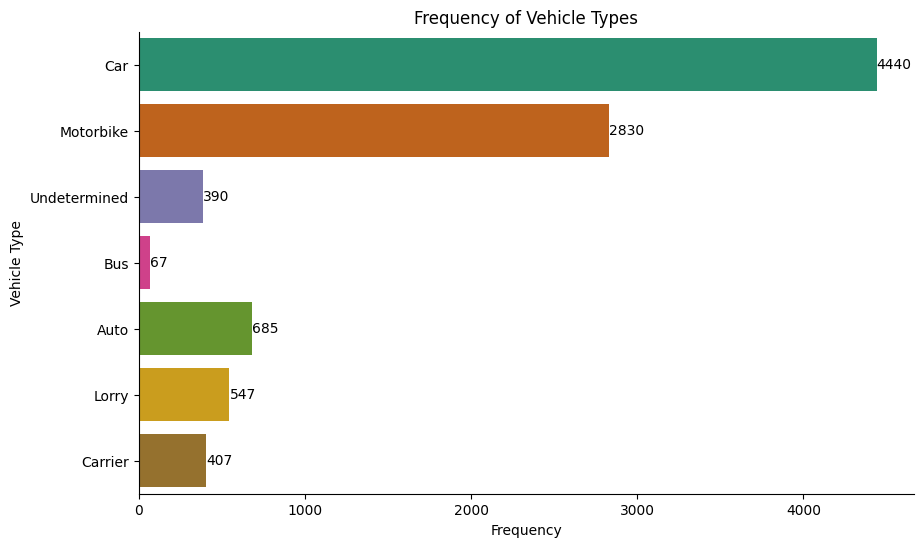 Frequency of Vehicle Types
Car 4440
Motorbike 2830
Undetermined 390
Bus 67
Auto 685
Lorry 547
Carrier 407
Vehicle Type
0 1000 2000 3000 4000
Frequency